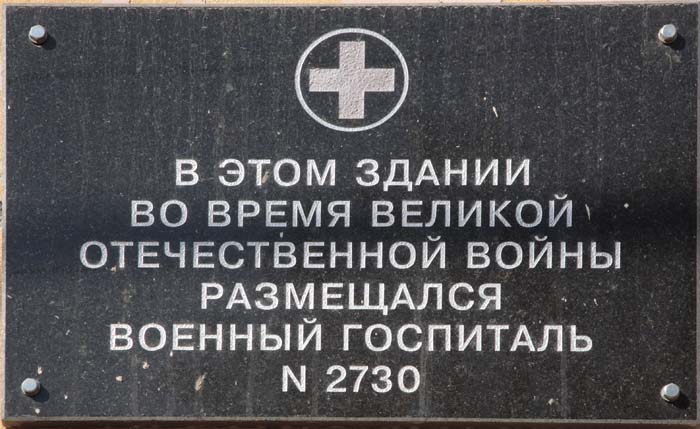 В ЭТОМ ЗДАНИИ
ВО ВРЕМЯ ВЕЛИКОЙ
ОТЕЧЕСТВЕННОЙ ВОЙНЫ
РАЗМЕЩАЛСЯ
ВОЕННЫЙ ГОСПИТАЛЬ
N 2730